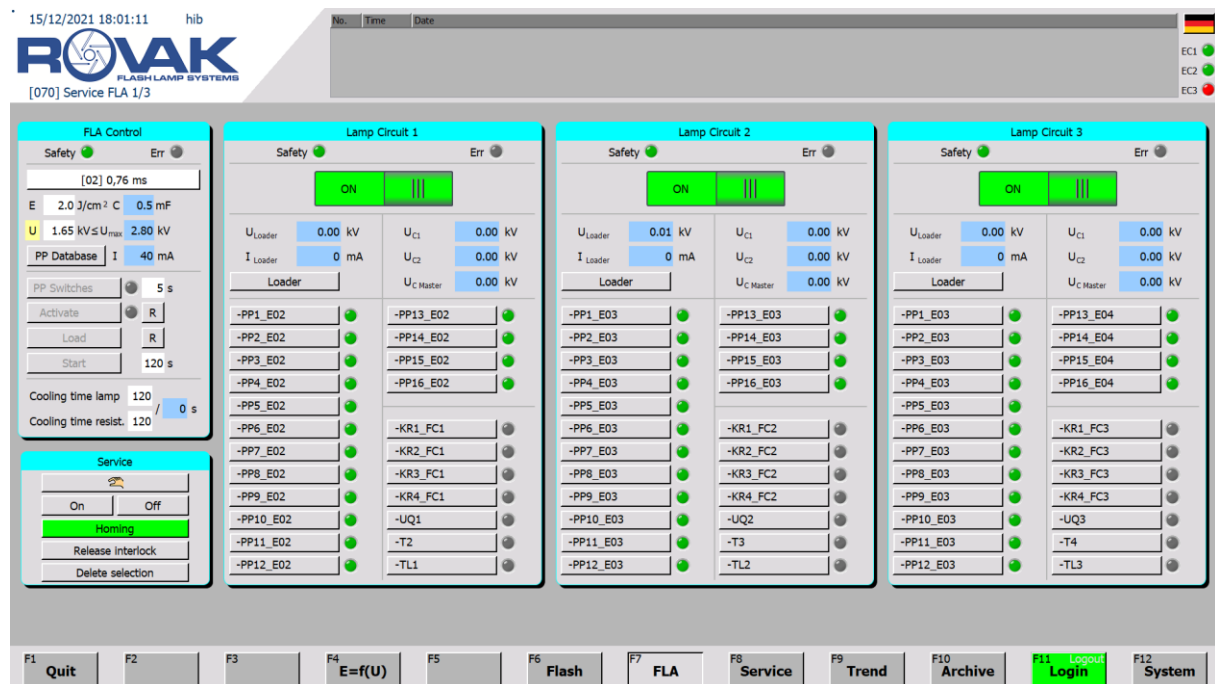 15/12/2021 18:01:11 hib
ROVAK
FLASH LAMP SYSTEMS
[070] Service FLA 1/3
No. Time Date
EC1
EC2
EC3
FLA Control
Safety Err
[02] 0,76 ms
E 2.0 J/cm² C 0.5 mF
U 1.65 kV≤Umax 2.80 kV
PP Database I 40 mA
PP Switches 5 s
Activate R
Load R
Start 120 s
Cooling time lamp 120
/ 0 s
Cooling time resist. 120
Service
On Off
Homing
Release interlock
Delete selection
Lamp Circuit 1
Safety Err
ON
ULoader 0.00 kV UC1 0.00 kV
I Loader 0 mA UC2 0.00 kV
Loader UC Master 0.00 kV
-PP1_E02 -PP13_E02
-PP2_E02 -PP14_E02
-PP3_E02 -PP15_E02
-PP4_E02 -PP16_E02
-PP5_E02
-PP6_E02 -KR1_FC1
-PP7_E02 -KR2_FC1
-PP8_E02 -KR3_FC1
-PP9_E02 -KR4_FC1
-PP10_E02 -UQ1
-PP11_E02 -T2
-PP12_E02 -TL1
Lamp Circuit 2
Safety Err
ON
ULoader 0.01 kV UC1 0.00 kV
I Loader 0 mA UC2 0.00 kV
Loader UC Master 0.00 kV
-PP1_E03 -PP13_E03
-PP2_E03 -PP14_E03
-PP3_E03 -PP15_E03
-PP4_E03 -PP16_E03
-PP5_E03
-PP6_E03 -KR1_FC2
-PP7_E03 -KR2_FC2
-PP8_E03 -KR3_FC2
-PP9_E03 -KR4_FC2
-PP10_E03 -UQ2
-PP11_E03 -T3
-PP12_E03 -TL2
Lamp Circuit 3
Safety Err
ON
ULoader 0.00 kV UC1 0.00 kV
I Loader 0 mA UC2 0.00 kV
Loader UC Master 0.00 kV
-PP1_E03 -PP13_E04
-PP2_E03 -PP14_E04
-PP3_E03 -PP15_E04
-PP4_E03 -PP16_E04
-PP5_E03
-PP6_E03 -KR1_FC3
-PP7_E03 -KR2_FC3
-PP8_E03 -KR3_FC3
-PP9_E03 -KR4_FC3
-PP10_E03 -UQ3
-PP11_E03 -T4
-PP12_E03 -TL3
F1 Quit F2 F3 F4 E=f(U) F5 F6 Flash F7 FLA F8 Service F9 Trend F10 Archive F11 Logout Login F12 System